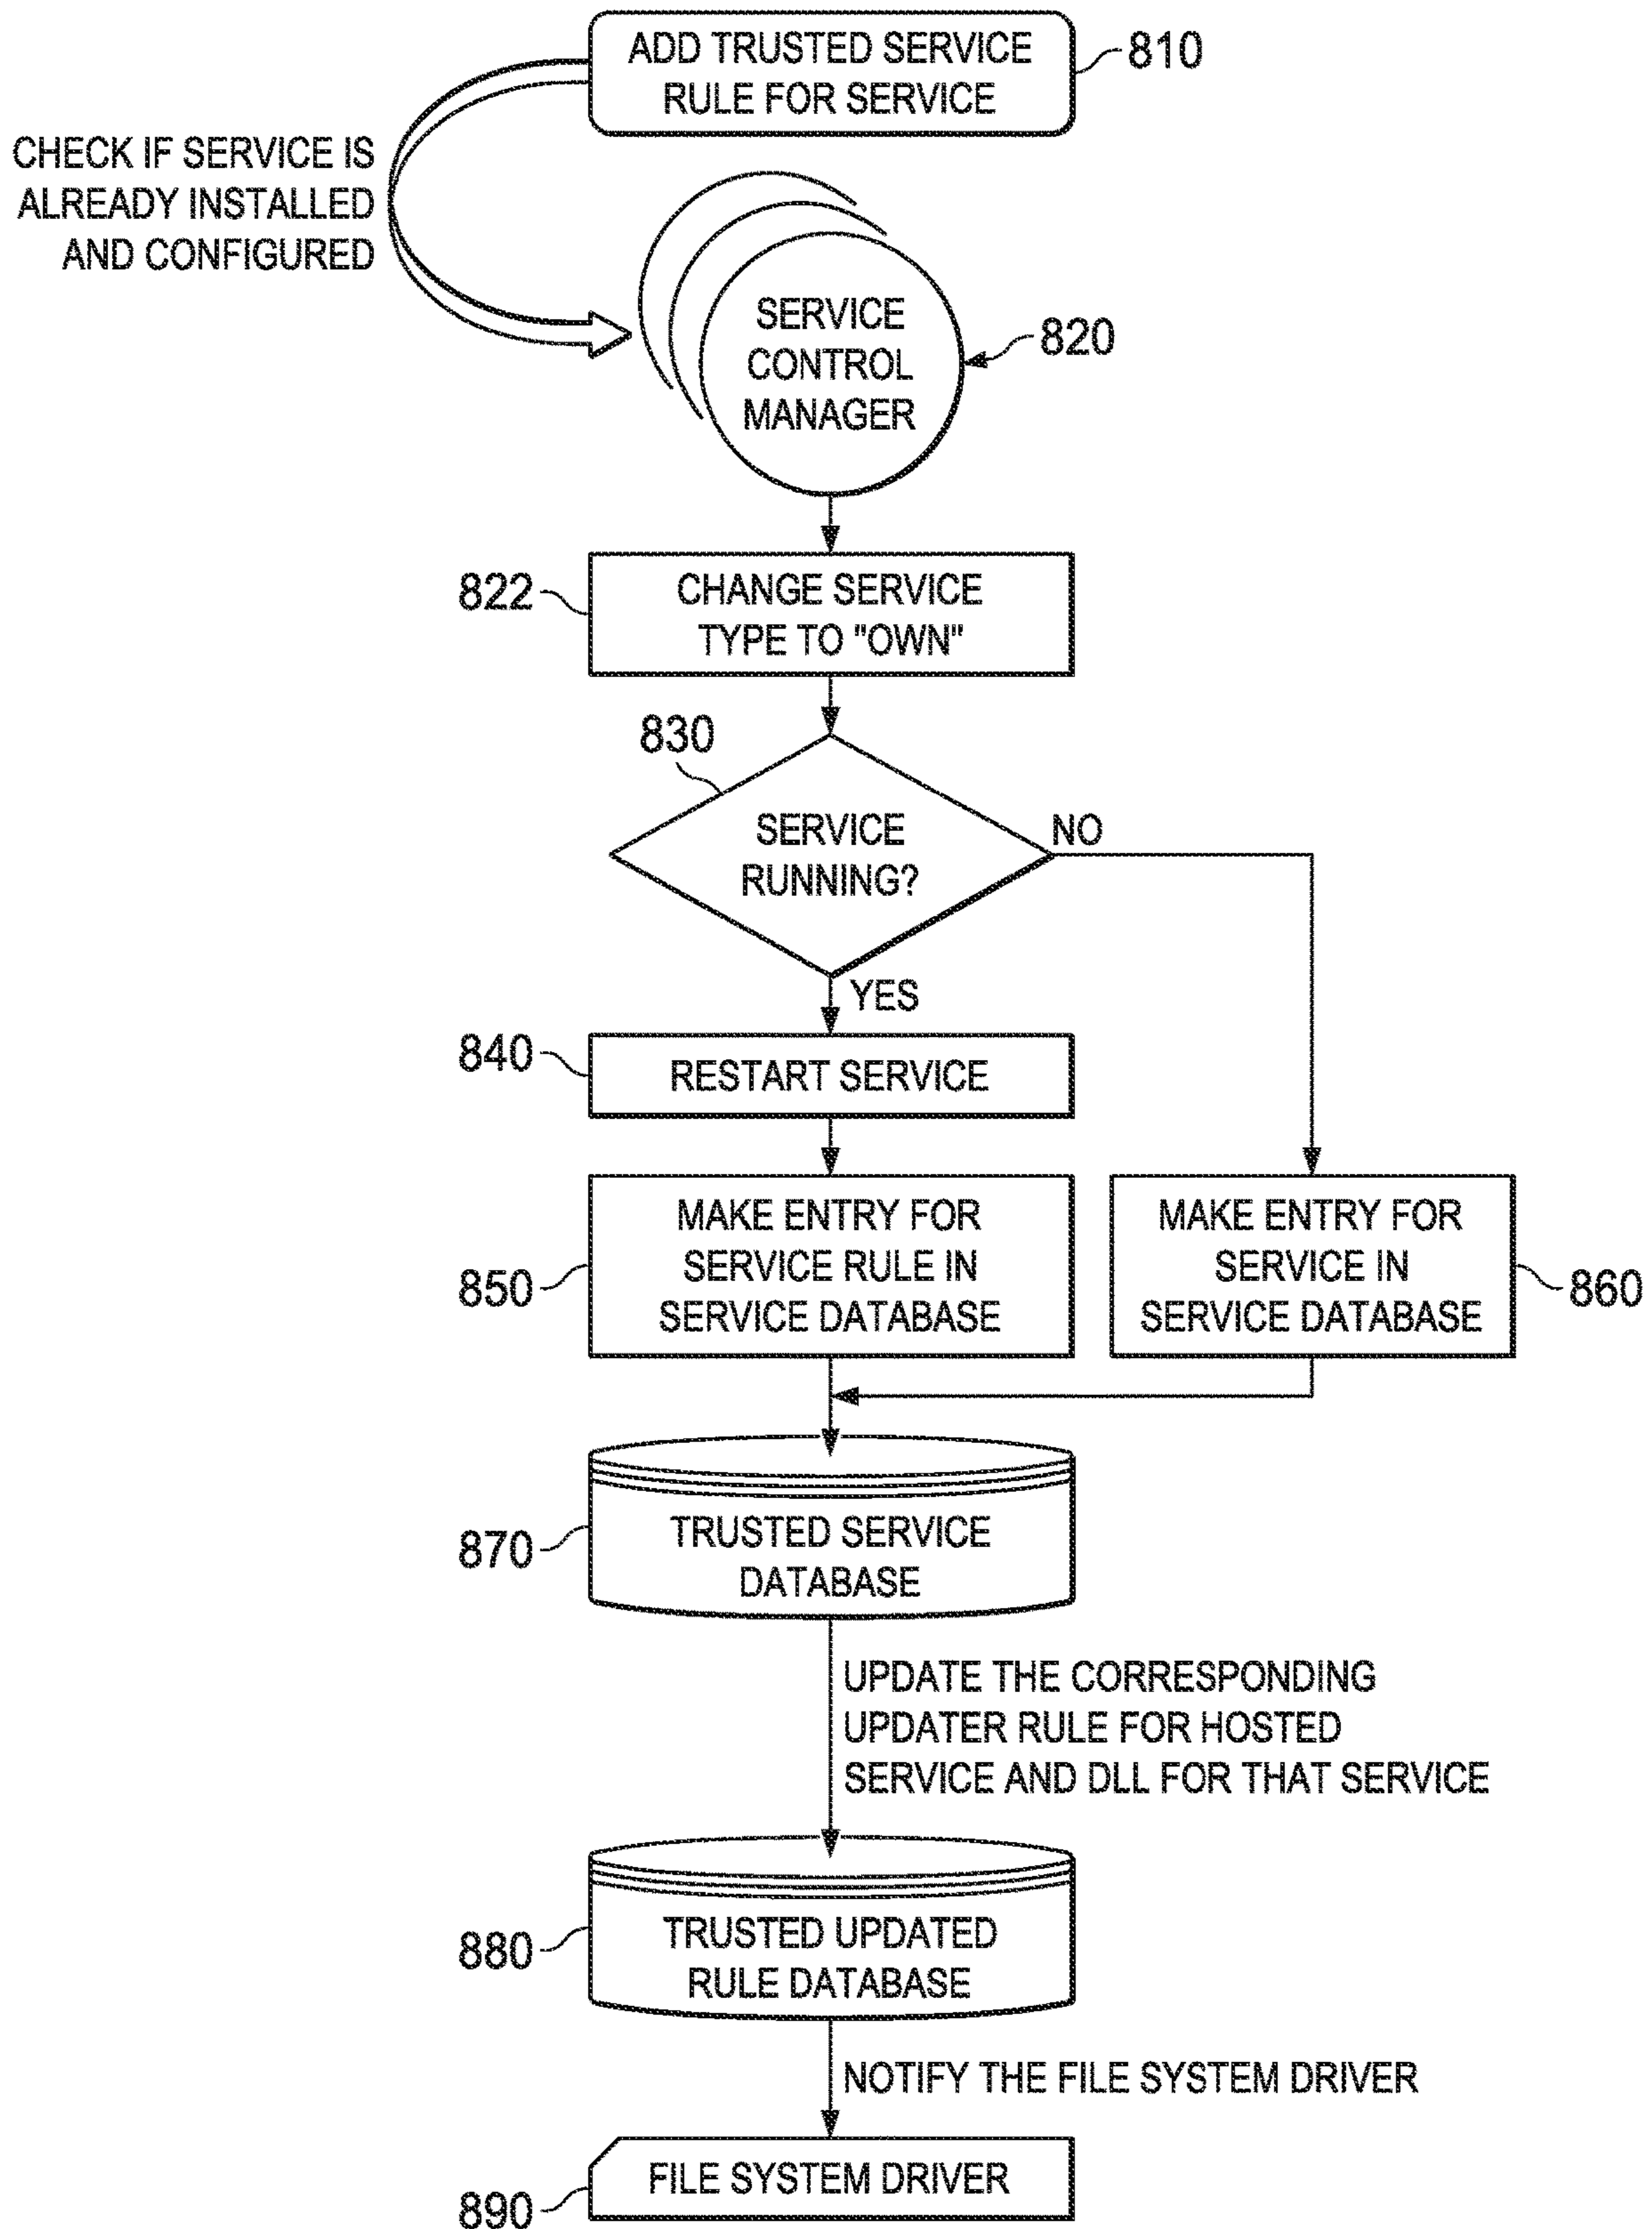 ADD TRUSTED SERVICE
RULE FOR SERVICE
810
CHECK IF SERVICE IS
ALREADY INSTALLED
AND CONFIGURED
SERVICE
CONTROL
MANAGER
820
822
CHANGE SERVICE
TYPE TO "OWN"
830
SERVICE
RUNNING?
NO
YES
840
RESTART SERVICE
850
MAKE ENTRY FOR
SERVICE RULE IN
SERVICE DATABASE
MAKE ENTRY FOR
SERVICE IN
SERVICE DATABASE
860
870
TRUSTED SERVICE
DATABASE
UPDATE THE CORRESPONDING
UPDATER RULE FOR HOSTED
SERVICE AND DLL FOR THAT SERVICE
880
TRUSTED UPDATED
RULE DATABASE
NOTIFY THE FILE SYSTEM DRIVER
890
FILE SYSTEM DRIVER